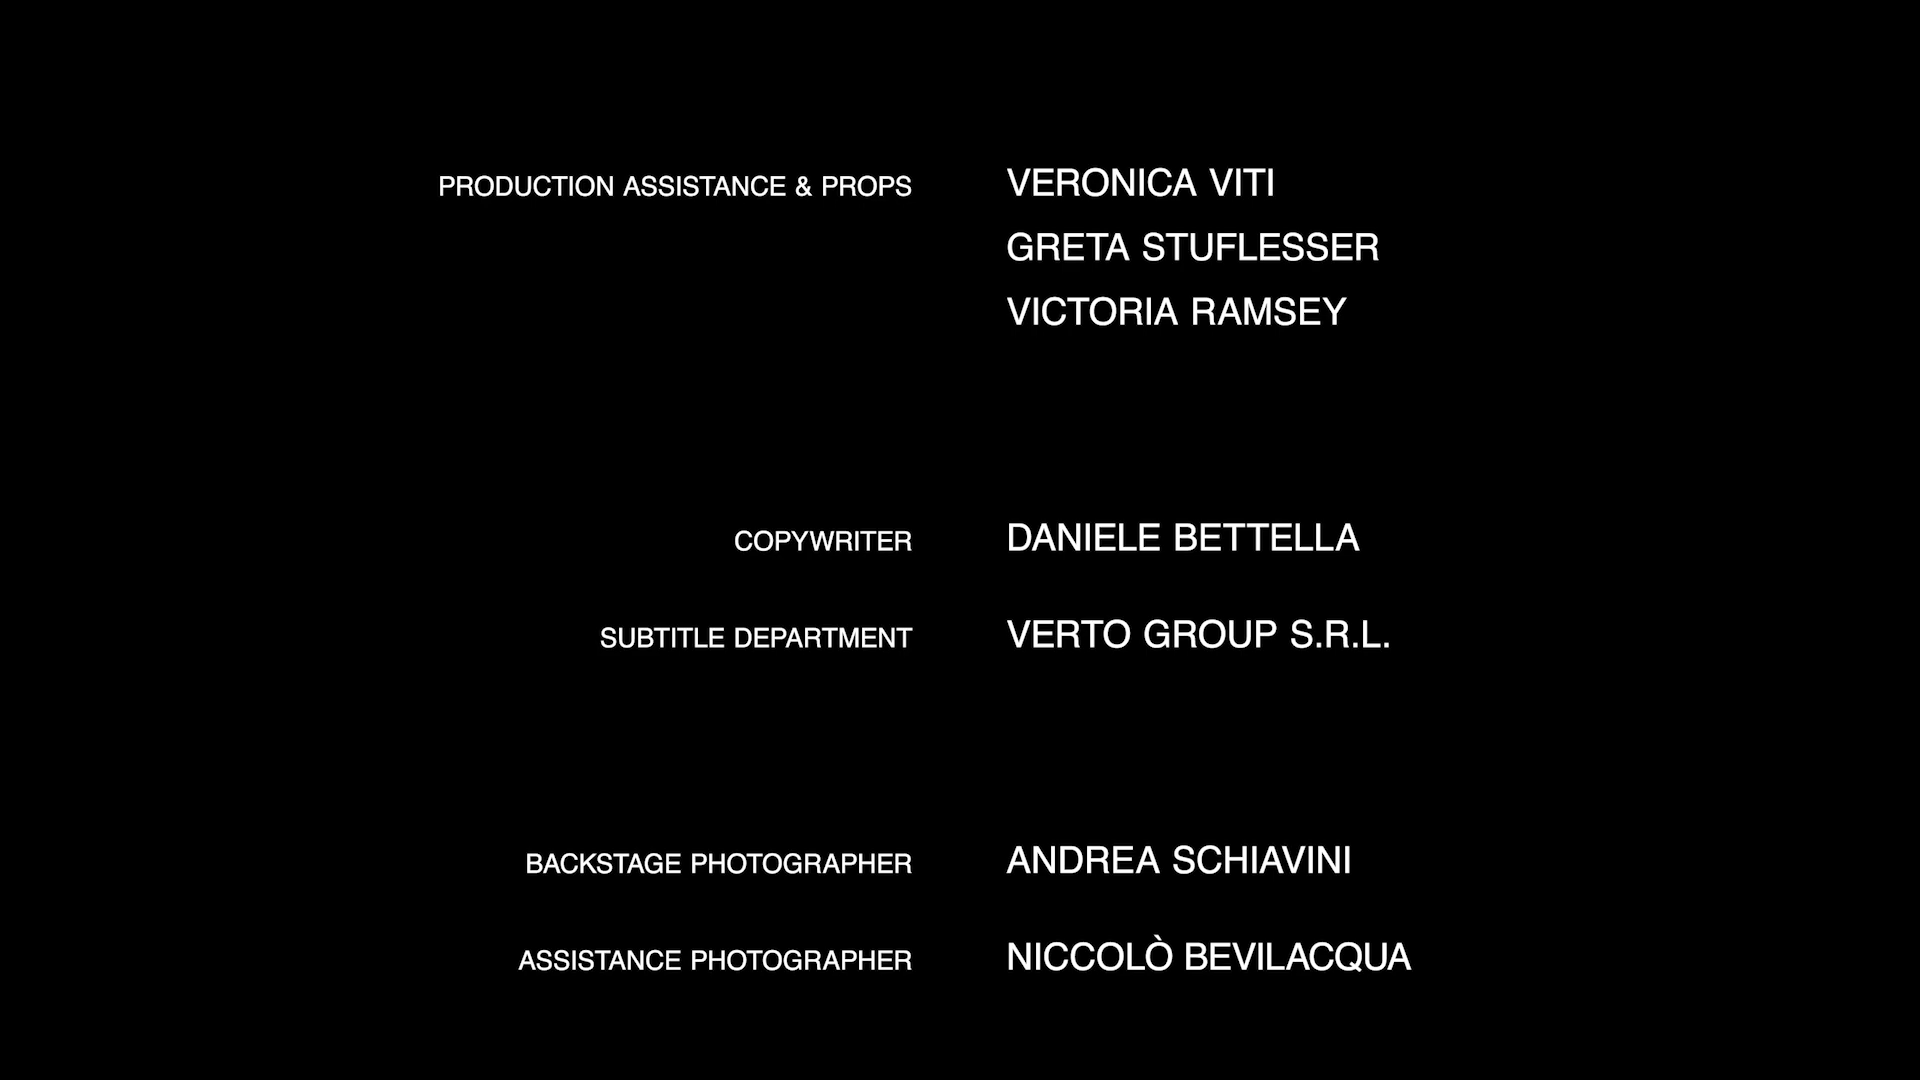 PRODUCTION ASSISTANCE & PROPS VERONICA VITI
GRETA STUFLESSER
VICTORIA RAMSEY
COPYWRITER DANIELE BETTELLA
SUBTITLE DEPARTMENT VERTO GROUP S.R.L.
BACKSTAGE PHOTOGRAPHER ANDREA SCHIAVINI
ASSISTANCE PHOTOGRAPHER NICCOLÒ BEVILACQUA